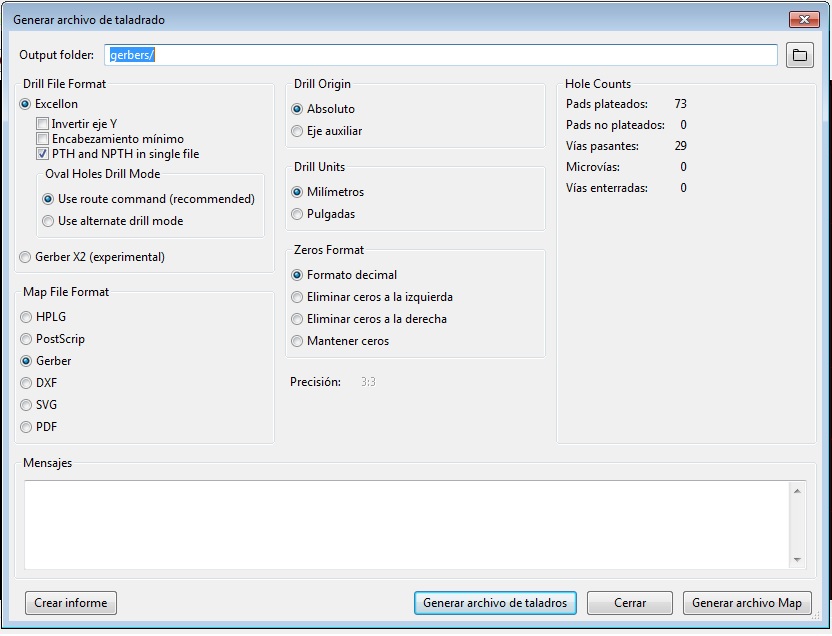 Generar archivo de taladrado
Output folder: gerbers/
Drill File Format
Excellon
Invertir eje Y
Encabezamiento mínimo
PTH and NPTH in single file
Oval Holes Drill Mode
Use route command (recommended)
Use alternate drill mode
Gerber X2 (experimental)
Map File Format
HPLG
PostScrip
Gerber
DXF
SVG
PDF
Drill Origin
Absoluto
Eje auxiliar
Drill Units
Milímetros
Pulgadas
Zeros Format
Formato decimal
Eliminar ceros a la izquierda
Eliminar ceros a la derecha
Mantener ceros
Precisión: 3:3
Hole Counts
Pads plateados: 73
Pads no plateados: 0
Vías pasantes: 29
Microvías: 0
Vías enterradas: 0
Mensajes
Crear informe
Generar archivo de taladros
Cerrar
Generar archivo Map